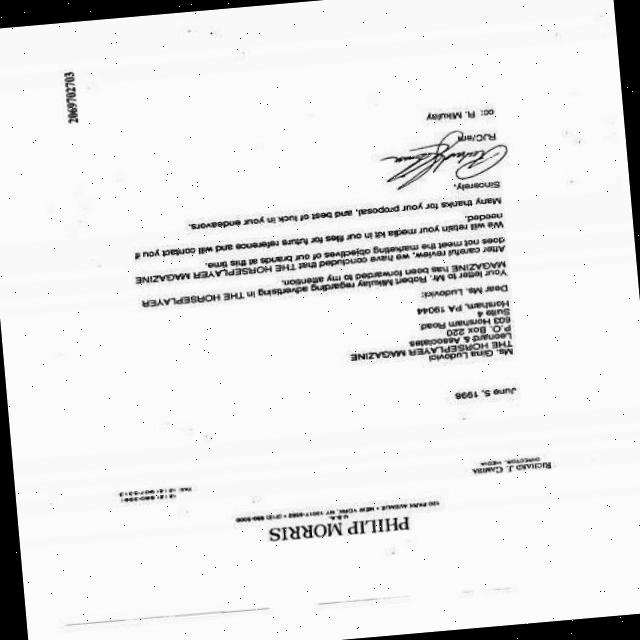 PHILIP MORRIS
U.S.A.
120 PARK AVENUE • NEW YORK, NY 10017-5592 • (212) 880-5000
RICHARD J. CAMISA
DIRECTOR, MEDIA
June 5, 1998
Ms. Gina Ludovici
THE HORSEPLAYER MAGAZINE
Leonard & Associates
P.O. Box 220
603 Horsham Road
Suite 4
Horsham, PA 19044
Dear Ms. Ludovici:
Your letter to Mr. Robert Mikulay regarding advertising in THE HORSEPLAYER
MAGAZINE has been forwarded to my attention.
After careful review, we have concluded that THE HORSEPLAYER MAGAZINE
does not meet the marketing objectives of our brands at this time.
We will retain your media kit in our files for future reference and will contact you if
needed.
Many thanks for your proposal, and best of luck in your endeavors.
Sincerely,
RJC/am
cc: R. Mikulay
2069702703